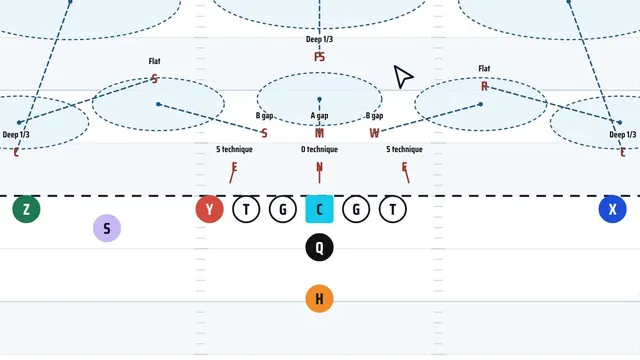 Deep 1/3
FS
Flat
S
Flat
R
B gap
A gap
B gap
S
M
W
Deep 1/3
Deep 1/3
C
C
5 technique
0 technique
5 technique
E
N
E
Z
Y
T
G
C
G
T
X
S
Q
H